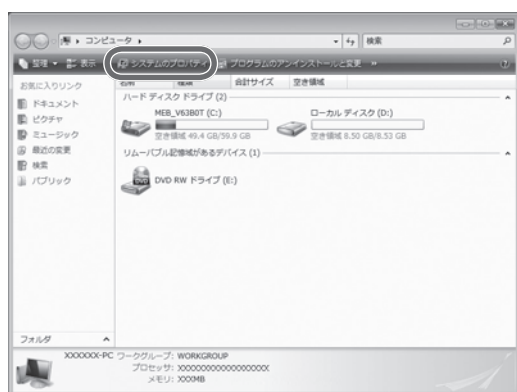 コンピュータ
検索
整理 表示 システムのプロパティ プログラムのアンインストールと変更 »
お気に入りリンク
ドキュメント
ピクチャ
ミュージック
最近の変更
検索
パブリック
フォルダ
名前 種類 合計サイズ 空き領域
ハード ディスク ドライブ (2)
MEB_V63B0T (C:)
空き領域 49.4 GB/59.9 GB
ローカル ディスク (D:)
空き領域 8.50 GB/8.53 GB
リムーバブル記憶域があるデバイス (1)
DVD RW ドライブ (E:)
XXXXXX-PC ワークグループ: WORKGROUP
プロセッサ: XXXXXXXXXXXXXXXXXXXX
メモリ: XXXMB